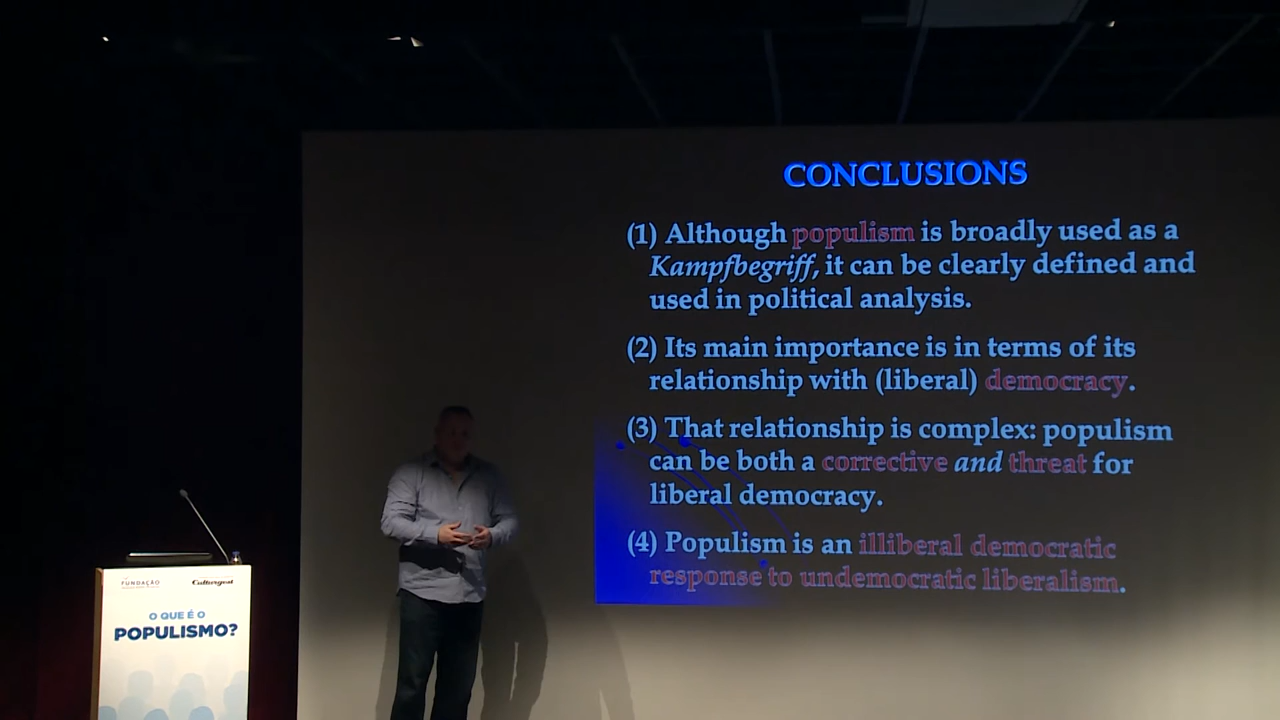 CONCLUSIONS
(1) Although populism is broadly used as a
Kampfbegriff, it can be clearly defined and
used in political analysis.
(2) Its main importance is in terms of its
relationship with (liberal) democracy.
(3) That relationship is complex: populism
can be both a corrective and threat for
liberal democracy.
(4) Populism is an illiberal democratic
response to undemocratic liberalism.
FUNDAÇÃO
Culturgest
O QUE É O
POPULISMO?